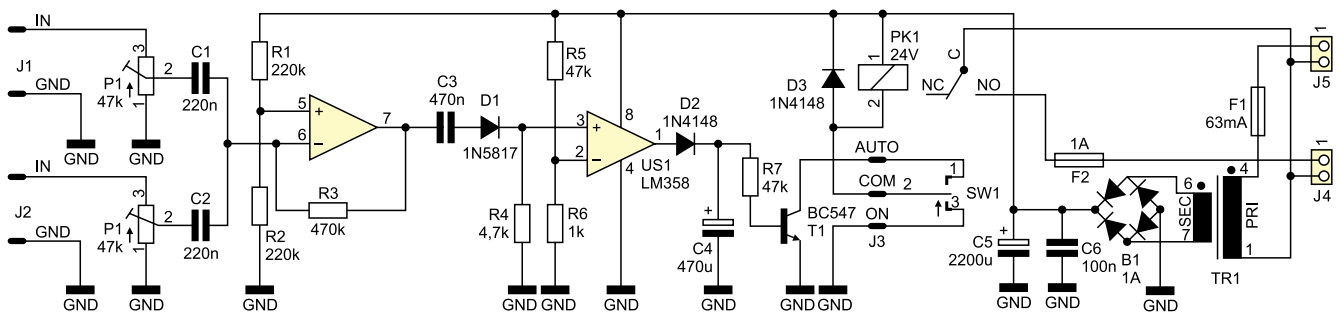 IN
J1
GND
GND
P1
47k
3
2
1
GND
C1
220n
IN
J2
GND
GND
P1
47k
3
2
1
GND
C2
220n
R1
220k
R2
220k
GND
5
6
7
+
−
R3
470k
C3
470n
D1
1N5817
R4
4,7k
GND
R5
47k
R6
1k
GND
3
2
8
1
4
+
−
US1
LM358
GND
D2
1N4148
C4
470u
+
GND
R7
47k
BC547
T1
GND
D3
1N4148
PK1
24V
1
2
AUTO
COM
2
ON
J3
GND
1
3
SW1
NC
C
NO
1A
F2
C5
2200u
+
GND
C6
100n
GND
B1
1A
GND
6
SEC
7
4
PRI
1
TR1
F1
63mA
1
J5
1
J4